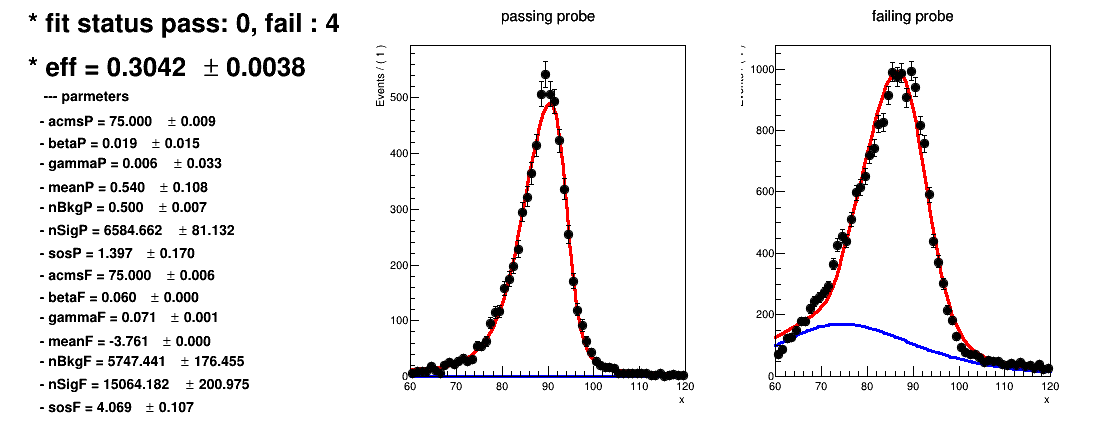 * fit status pass: 0, fail : 4
* eff = 0.3042 ± 0.0038
--- parmeters
- acmsP = 75.000 ± 0.009
- betaP = 0.019 ± 0.015
- gammaP = 0.006 ± 0.033
- meanP = 0.540 ± 0.108
- nBkgP = 0.500 ± 0.007
- nSigP = 6584.662 ± 81.132
- sosP = 1.397 ± 0.170
- acmsF = 75.000 ± 0.006
- betaF = 0.060 ± 0.000
- gammaF = 0.071 ± 0.001
- meanF = -3.761 ± 0.000
- nBkgF = 5747.441 ± 176.455
- nSigF = 15064.182 ± 200.975
- sosF = 4.069 ± 0.107
passing probe
Events / ( 1 )
500
400
300
200
100
0
60 70 80 90 100 110 120
x
failing probe
1000
800
600
400
200
0
60 70 80 90 100 110 120
x